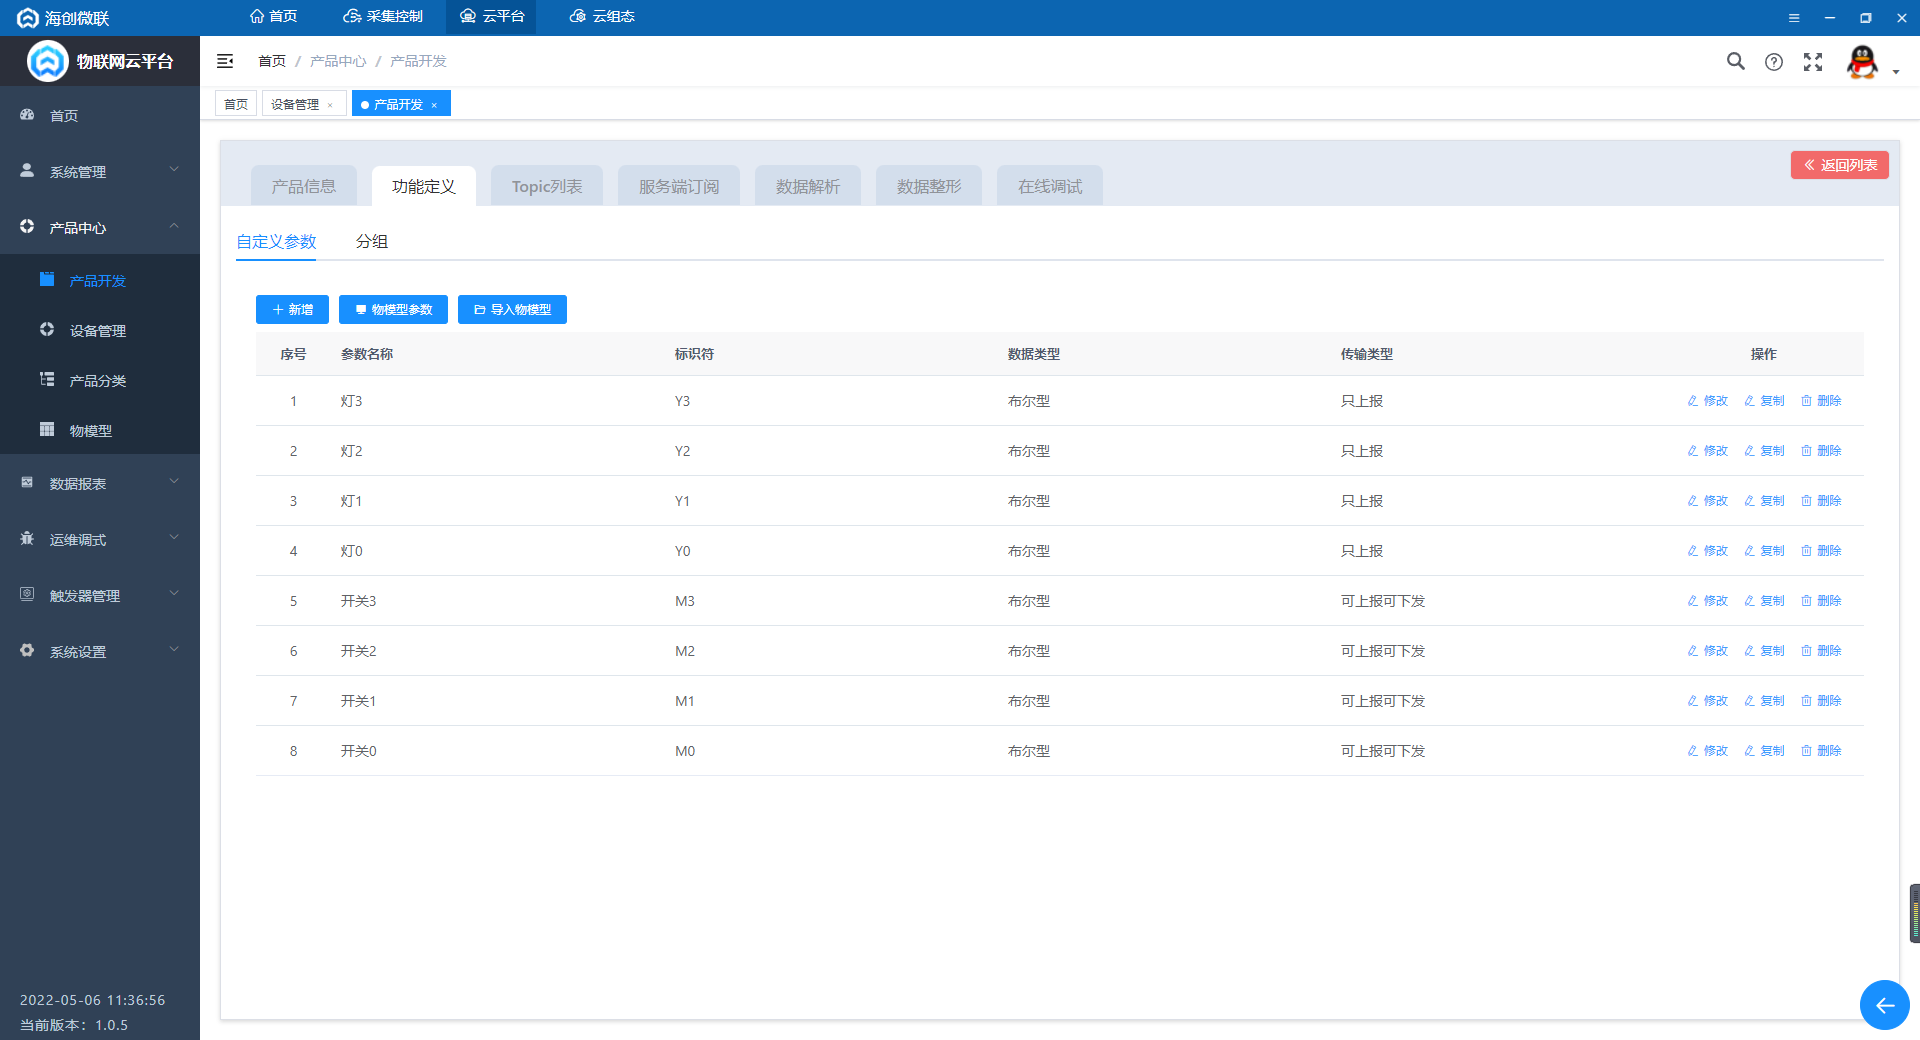 海创微联
首页
采集控制
云平台
云组态
物联网云平台
首页 / 产品中心 / 产品开发
首页
设备管理 ×
产品开发 ×
首页
系统管理
产品中心
产品开发
设备管理
产品分类
物模型
数据报表
运维调式
触发器管理
系统设置
2022-05-06 11:36:56
当前版本：1.0.5
产品信息
功能定义
Topic列表
服务端订阅
数据解析
数据整形
在线调试
返回列表
自定义参数
分组
新增
物模型参数
导入物模型
序号 参数名称 标识符 数据类型 传输类型 操作
1 灯3 Y3 布尔型 只上报 修改 复制 删除
2 灯2 Y2 布尔型 只上报 修改 复制 删除
3 灯1 Y1 布尔型 只上报 修改 复制 删除
4 灯0 Y0 布尔型 只上报 修改 复制 删除
5 开关3 M3 布尔型 可上报可下发 修改 复制 删除
6 开关2 M2 布尔型 可上报可下发 修改 复制 删除
7 开关1 M1 布尔型 可上报可下发 修改 复制 删除
8 开关0 M0 布尔型 可上报可下发 修改 复制 删除